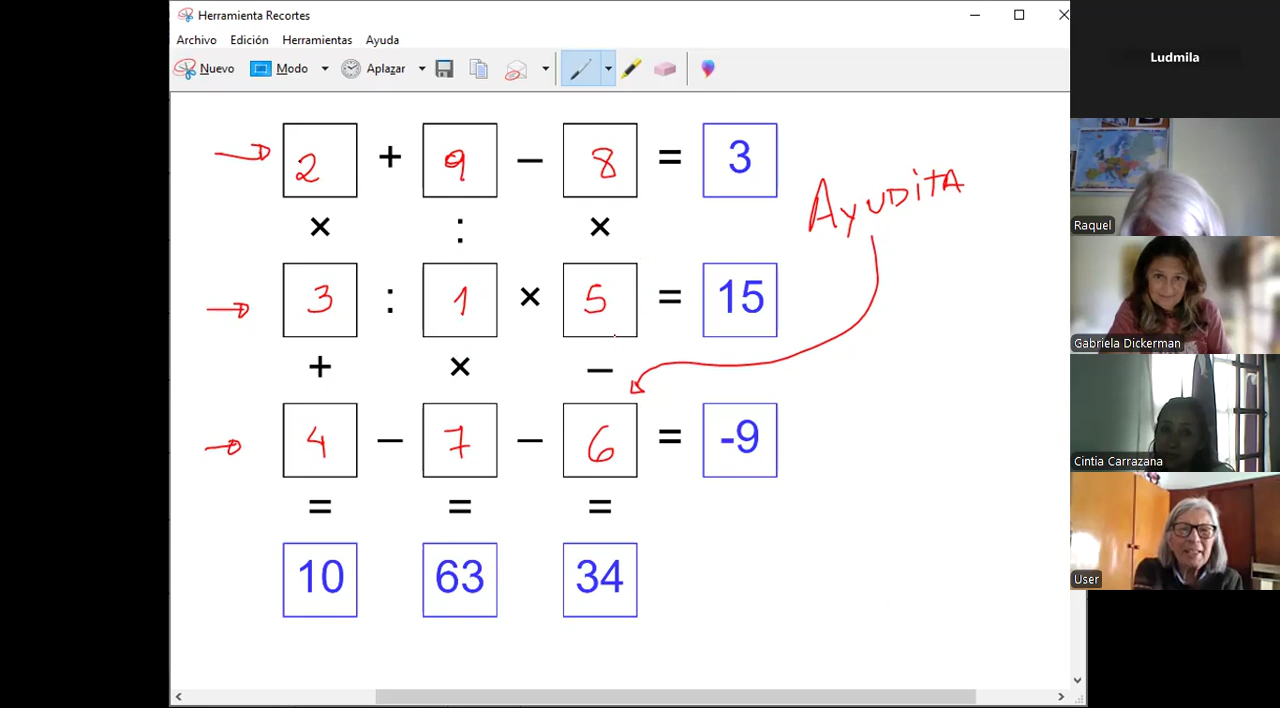 Herramienta Recortes
Archivo Edición Herramientas Ayuda
Nuevo Modo Aplazar
2 + 9 – 8 = 3
× : ×
3 : 1 × 5 = 15
+ × –
4 – 7 – 6 = -9
= = =
10 63 34
AYUDITA
Ludmila
Raquel
Gabriela Dickerman
Cintia Carrazana
User